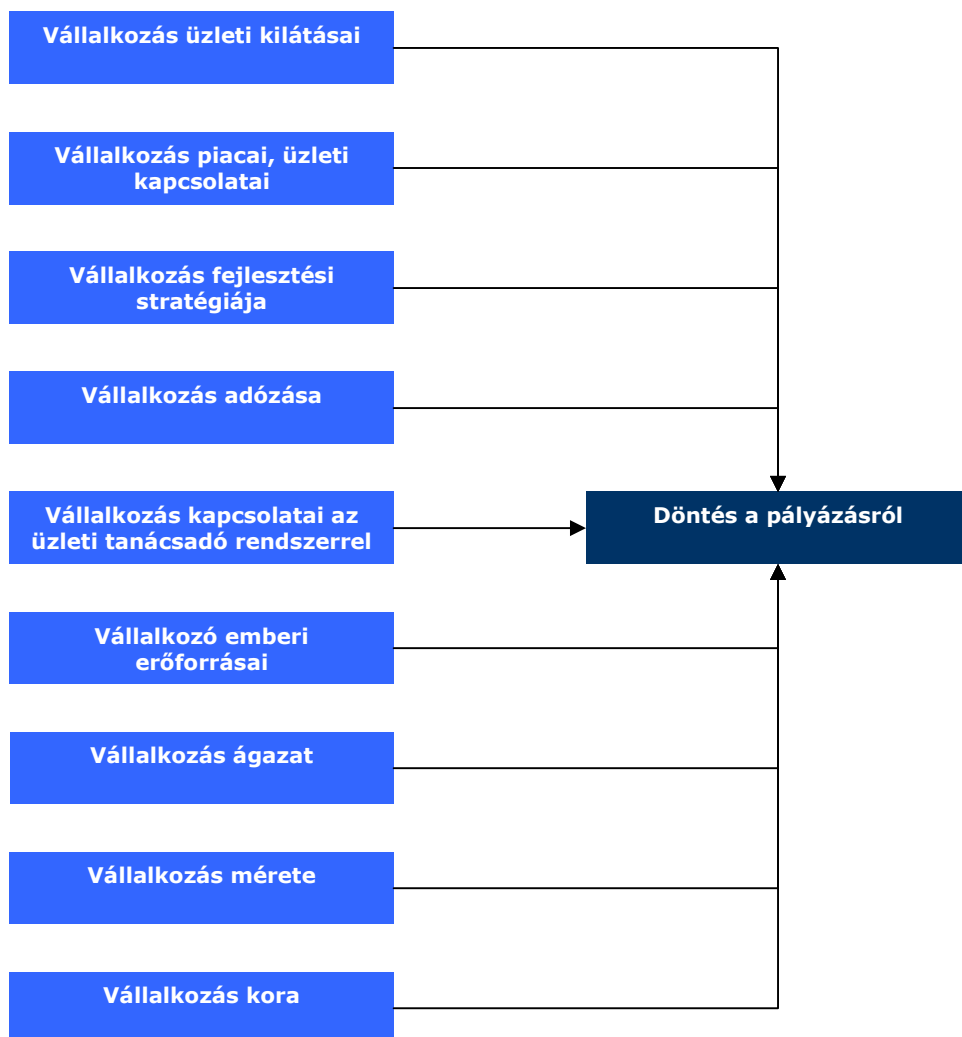 Vállalkozás üzleti kilátásai
Vállalkozás piacai, üzleti
kapcsolatai
Vállalkozás fejlesztési
stratégiája
Vállalkozás adózása
Vállalkozás kapcsolatai az
üzleti tanácsadó rendszerrel
Döntés a pályázásról
Vállalkozó emberi
erőforrásai
Vállalkozás ágazat
Vállalkozás mérete
Vállalkozás kora